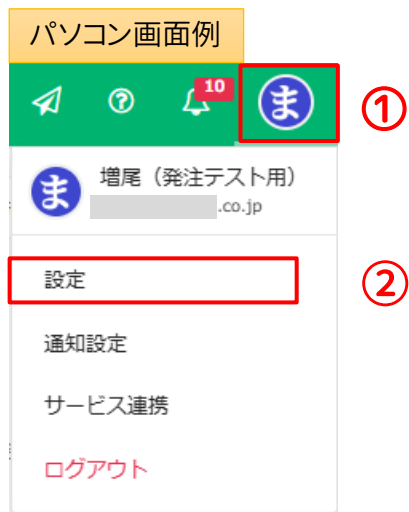 パソコン画面例
? 10 ま ①
ま 増尾（発注テスト用）
.co.jp
設定 ②
通知設定
サービス連携
ログアウト